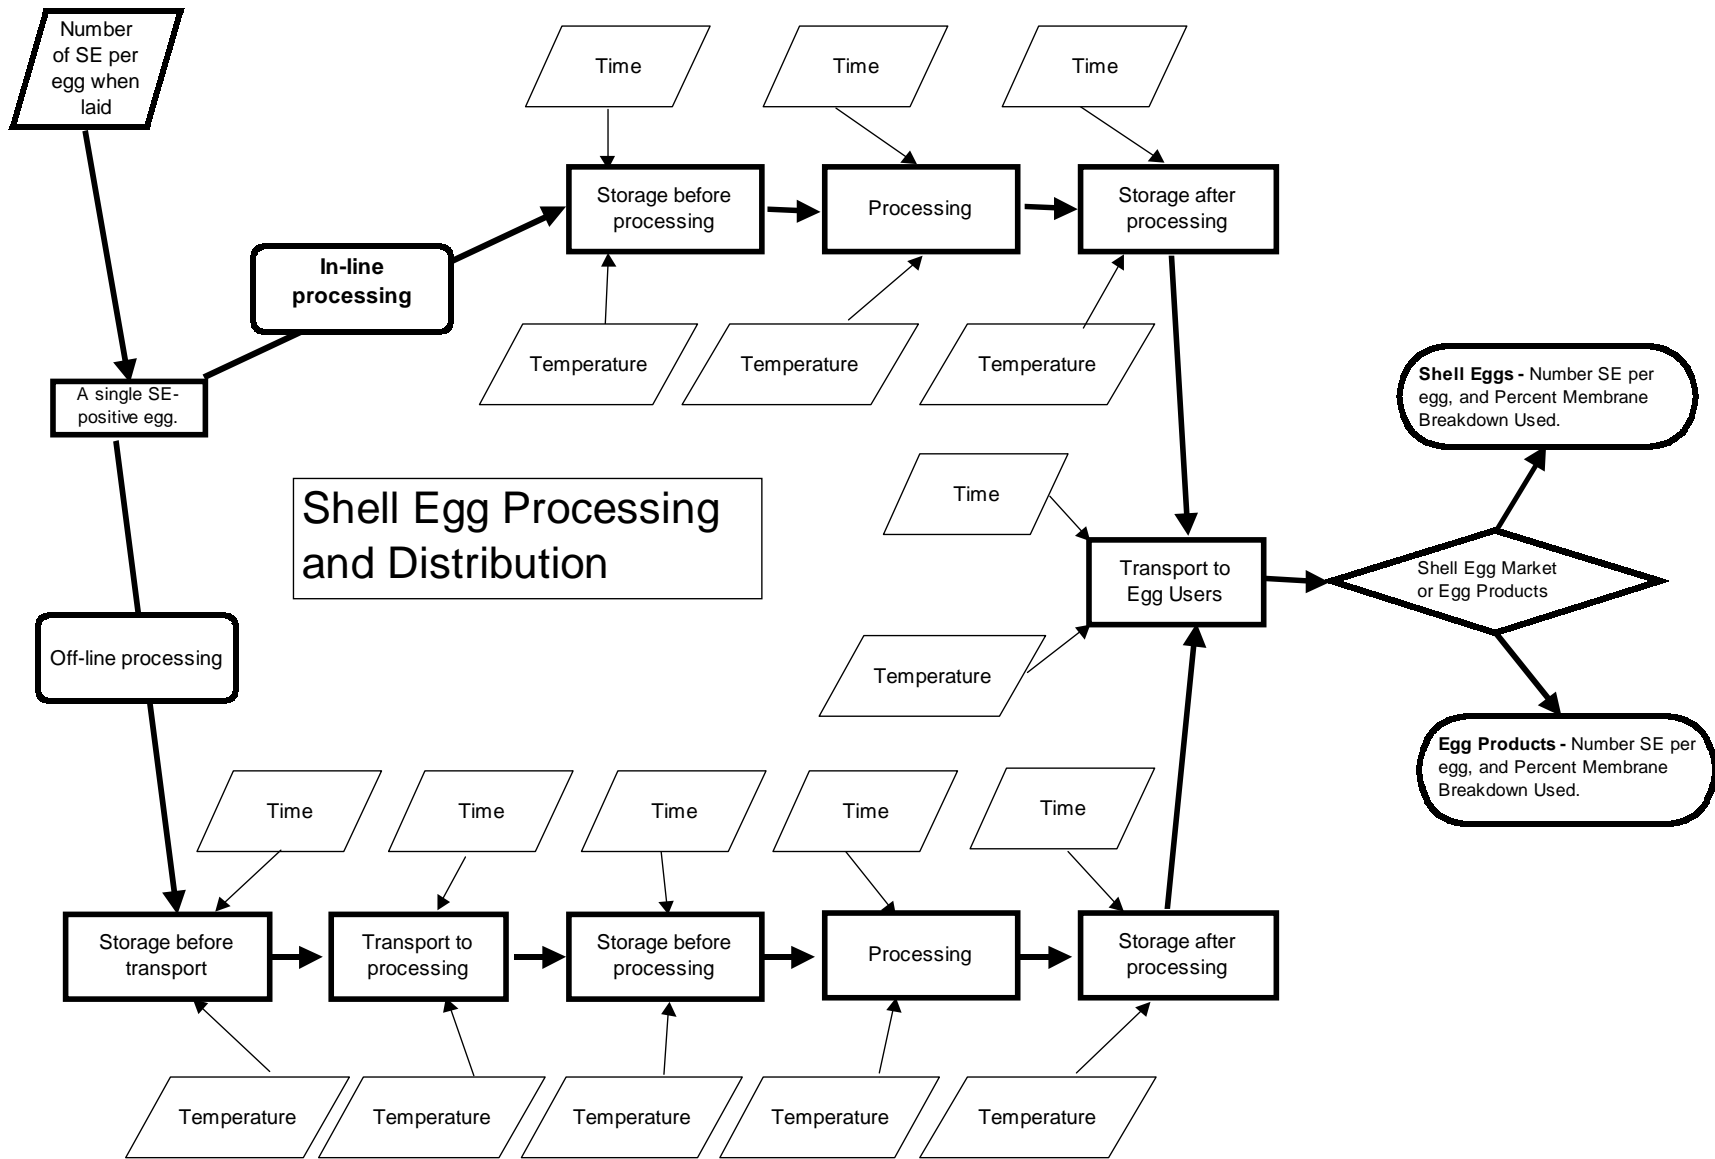 Number
of SE per
egg when
laid
Time
Time
Time
Storage before
processing
Processing
Storage after
processing
In-line
processing
Temperature
Temperature
Temperature
A single SE-
positive egg.
Shell Eggs - Number SE per
egg, and Percent Membrane
Breakdown Used.
Shell Egg Processing
and Distribution
Time
Transport to
Egg Users
Shell Egg Market
or Egg Products
Off-line processing
Temperature
Egg Products - Number SE per
egg, and Percent Membrane
Breakdown Used.
Time
Time
Time
Time
Time
Storage before
transport
Transport to
processing
Storage before
processing
Processing
Storage after
processing
Temperature
Temperature
Temperature
Temperature
Temperature